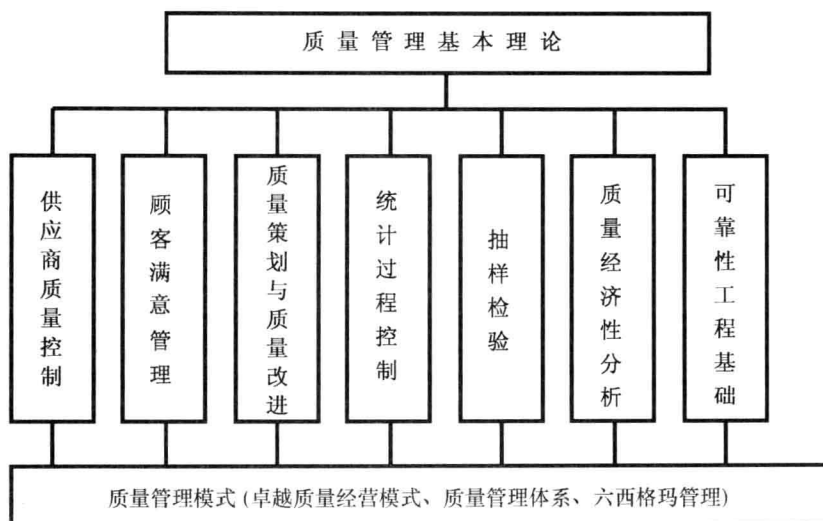 质量管理基本理论
供应商质量控制
顾客满意管理
质量策划与质量改进
统计过程控制
抽样检验
质量经济性分析
可靠性工程基础
质量管理模式(卓越质量经营模式、质量管理体系、六西格玛管理)